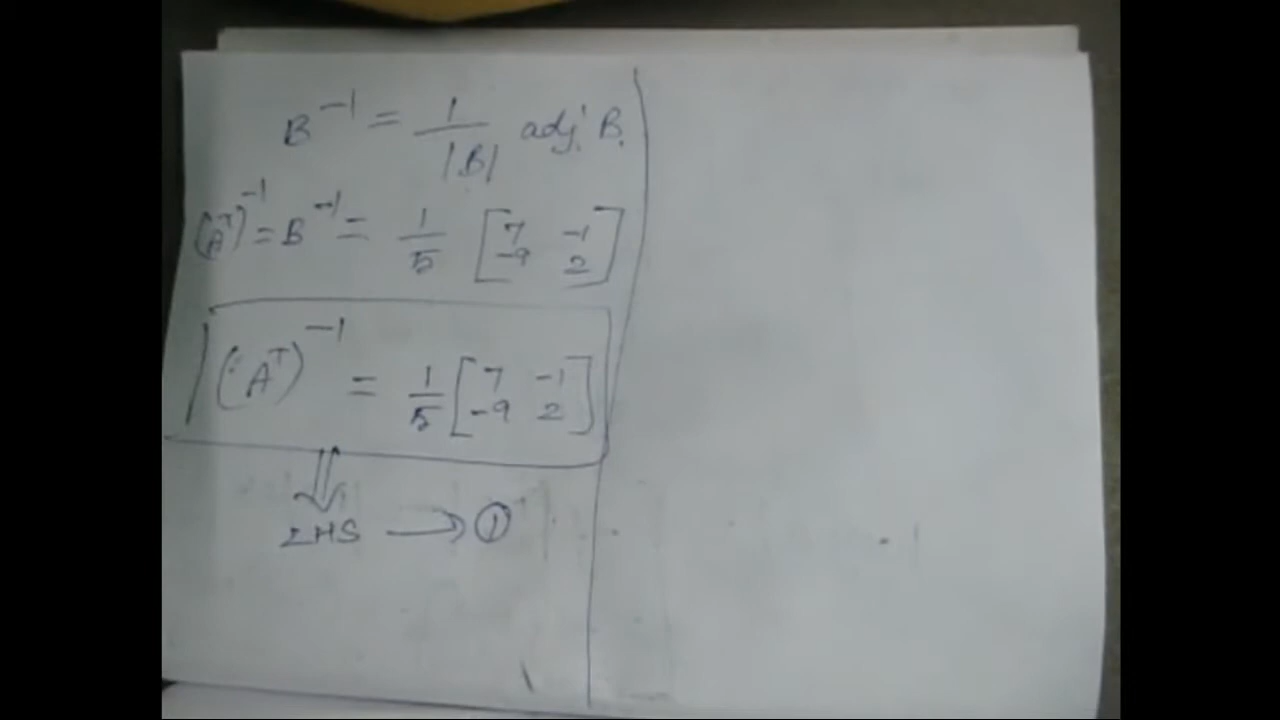 B⁻¹ = 1/|B| adj B.
(Aᵀ)⁻¹ = B⁻¹ = 1/5 [7 -1; -9 2]
(Aᵀ)⁻¹ = 1/5 [7 -1; -9 2]
⇓
LHS → ①